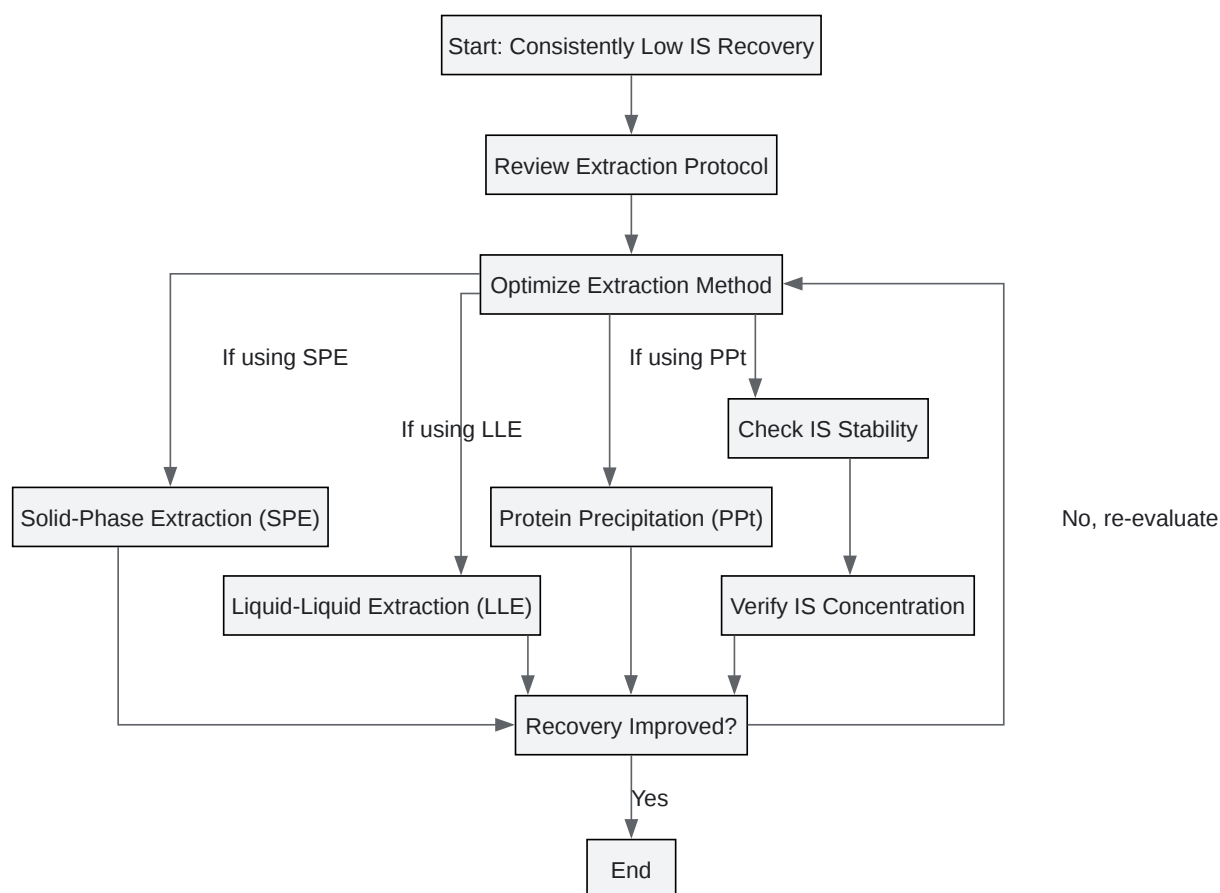 Start: Consistently Low IS Recovery
Review Extraction Protocol
Optimize Extraction Method
If using SPE
If using PPt
If using LLE
Check IS Stability
Solid-Phase Extraction (SPE)
Protein Precipitation (PPt)
No, re-evaluate
Liquid-Liquid Extraction (LLE)
Verify IS Concentration
Recovery Improved?
Yes
End